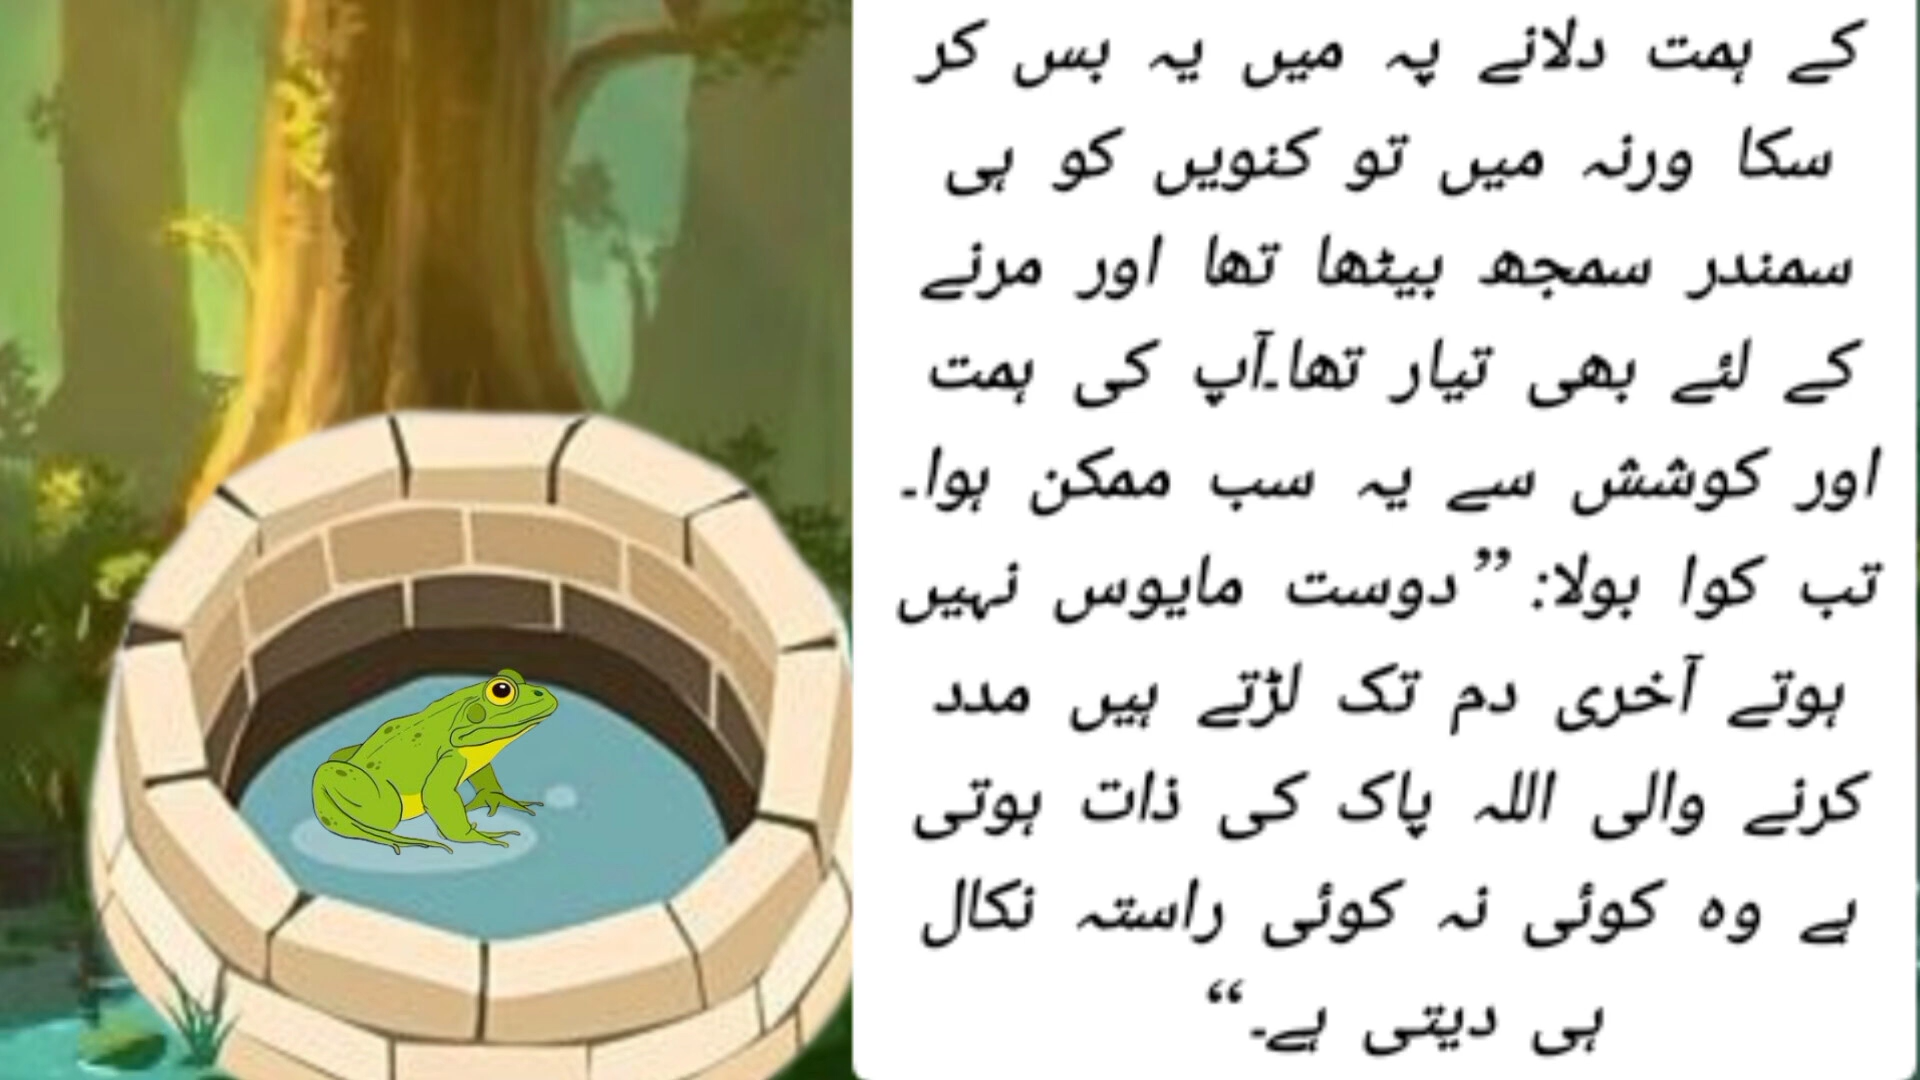 کے ہمت دلانے پہ میں یہ بس کر
سکا ورنہ میں تو کنویں کو ہی
سمندر سمجھ بیٹھا تھا اور مرنے
کے لئے بھی تیار تھا۔آپ کی ہمت
اور کوشش سے یہ سب ممکن ہوا۔
تب کوا بولا: ”دوست مایوس نہیں
ہوتے آخری دم تک لڑتے ہیں مدد
کرنے والی اللہ پاک کی ذات ہوتی
ہے وہ کوئی نہ کوئی راستہ نکال
ہی دیتی ہے۔“